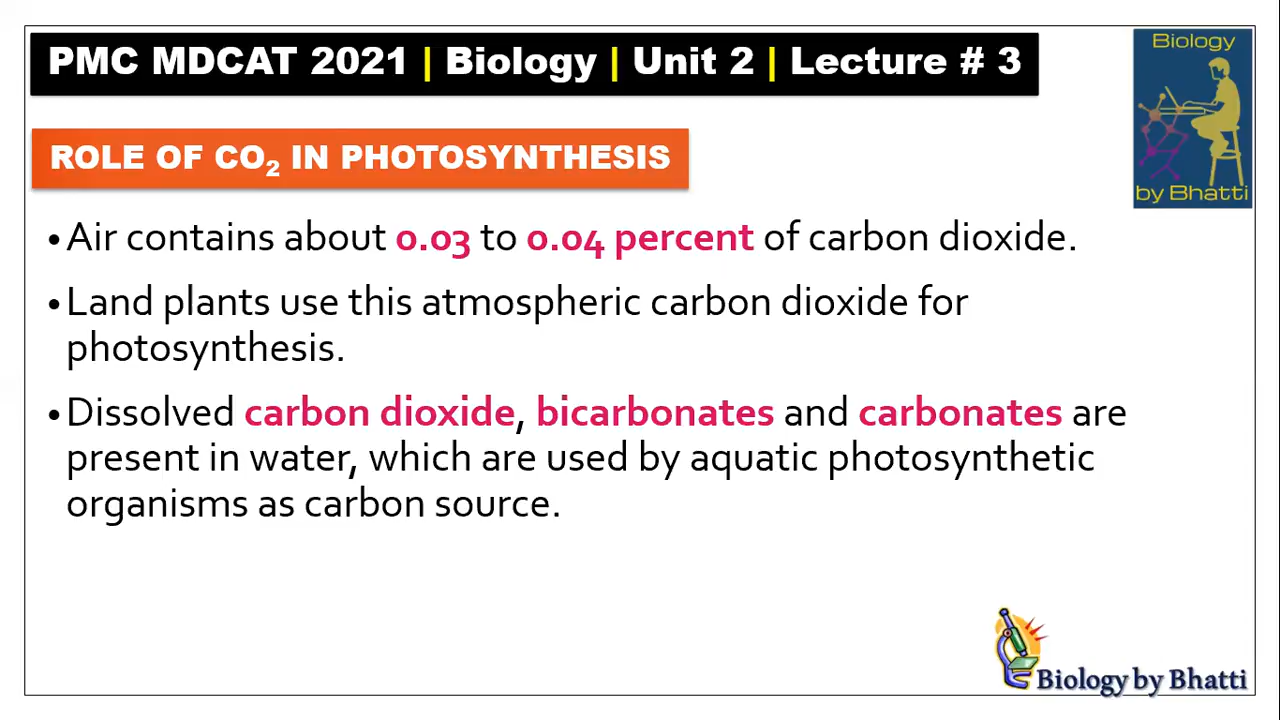 PMC MDCAT 2021 | Biology | Unit 2 | Lecture # 3
Biology
by Bhatti
ROLE OF CO₂ IN PHOTOSYNTHESIS
•Air contains about 0.03 to 0.04 percent of carbon dioxide.
•Land plants use this atmospheric carbon dioxide for
photosynthesis.
•Dissolved carbon dioxide, bicarbonates and carbonates are
present in water, which are used by aquatic photosynthetic
organisms as carbon source.
Biology by Bhatti